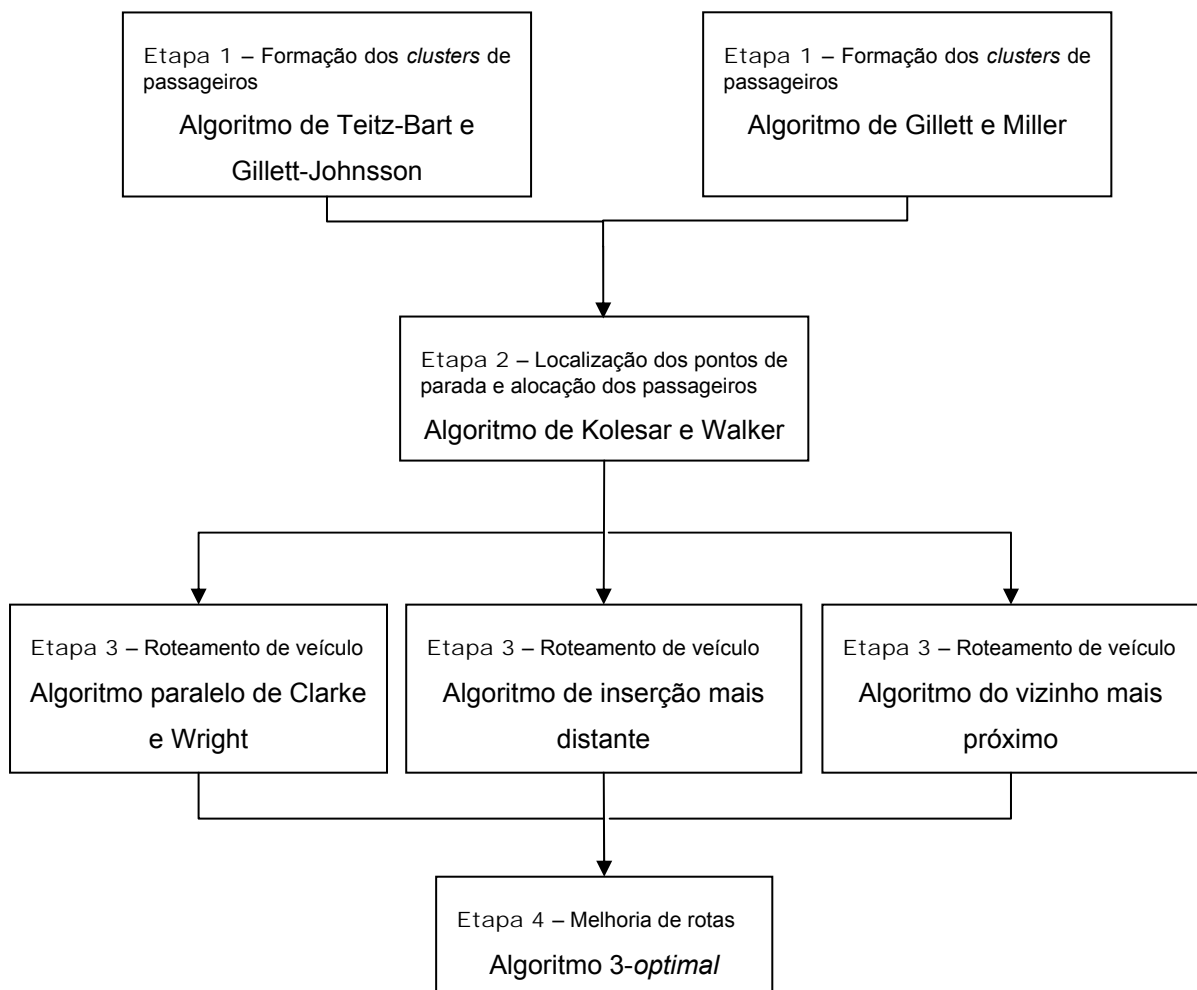 Etapa 1 – Formação dos clusters de
passageiros
Algoritmo de Teitz-Bart e
Gillett-Johnsson
Etapa 1 – Formação dos clusters de
passageiros
Algoritmo de Gillett e Miller
Etapa 2 – Localização dos pontos de
parada e alocação dos passageiros
Algoritmo de Kolesar e Walker
Etapa 3 – Roteamento de veículo
Algoritmo paralelo de Clarke
e Wright
Etapa 3 – Roteamento de veículo
Algoritmo de inserção mais
distante
Etapa 3 – Roteamento de veículo
Algoritmo do vizinho mais
próximo
Etapa 4 – Melhoria de rotas
Algoritmo 3-optimal